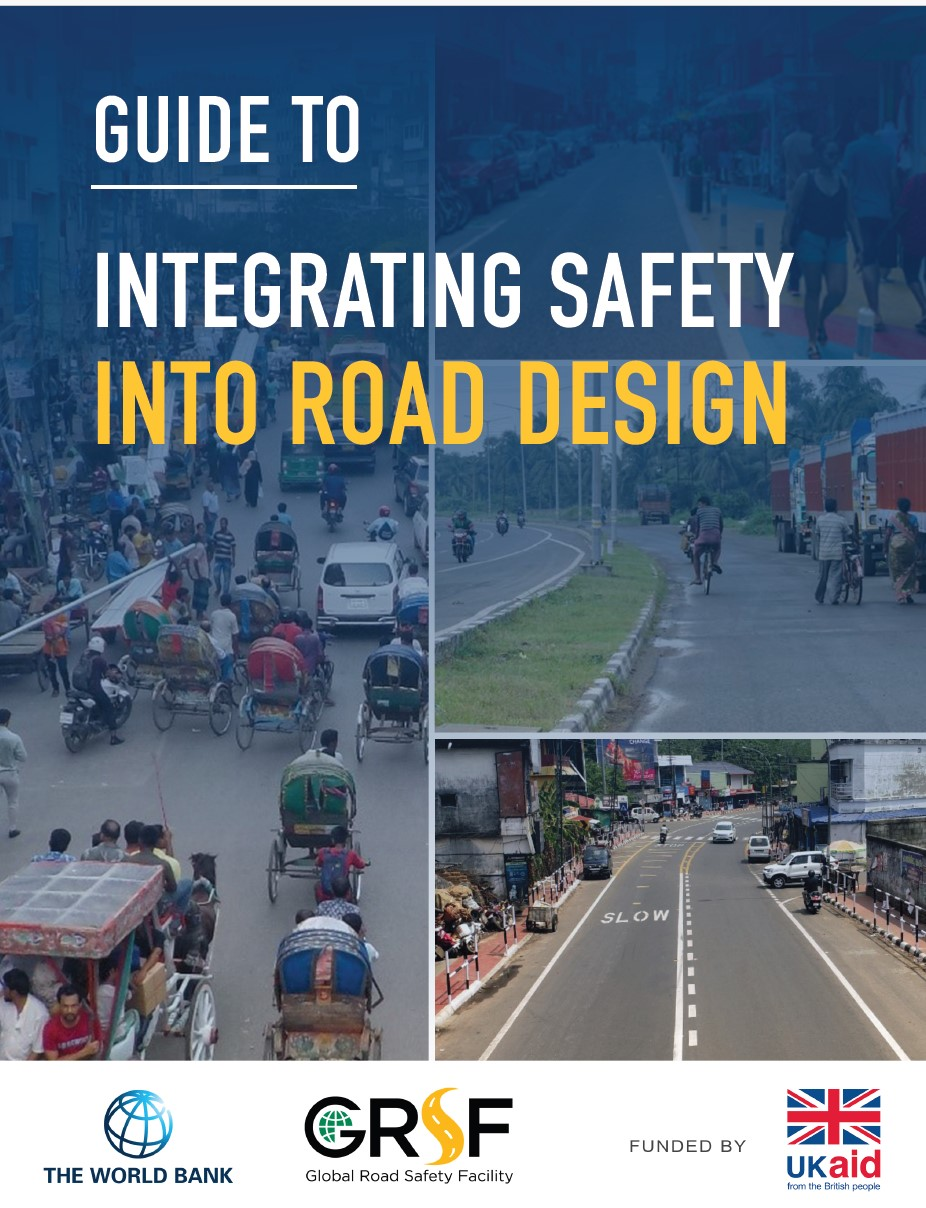 GUIDE TO
INTEGRATING SAFETY
INTO ROAD DESIGN
CHANGE
SLOW
THE WORLD BANK
GRSF
Global Road Safety Facility
FUNDED BY
UKaid
from the British people